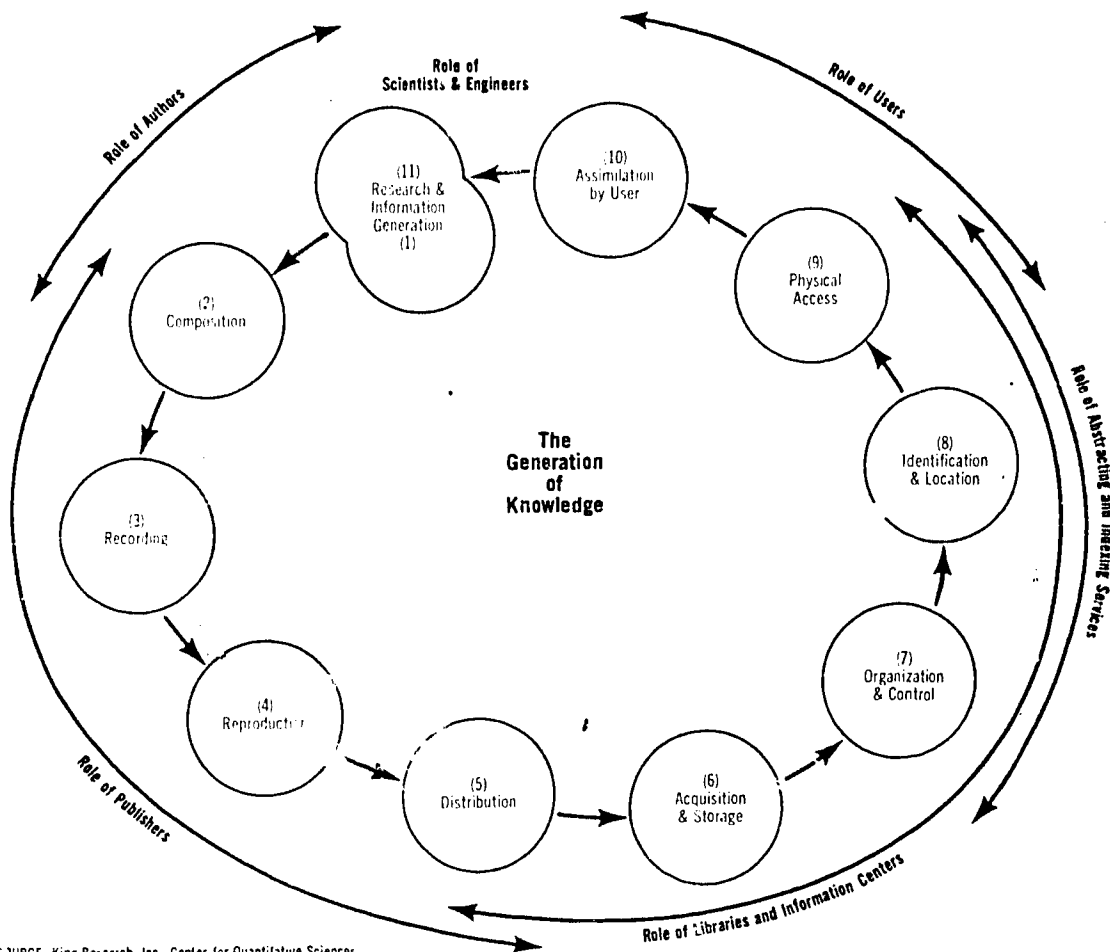 Role of
Scientists & Engineers
Role of Authors
Role of Users
(10)
Assimilation
by User
(11)
Research &
Information
Generation
(1)
(9)
Physical
Access
(2)
Composition
Role of Abstracting and Indexing Services
(8)
Identification
& Location
The
Generation
of
Knowledge
(3)
Recording
(7)
Organization
& Control
(4)
Reproduction
(5)
Distribution
(6)
Acquisition
& Storage
Role of Publishers
Role of Libraries and Information Centers
SOURCE: King Research, Inc., Center for Quantitative Sciences